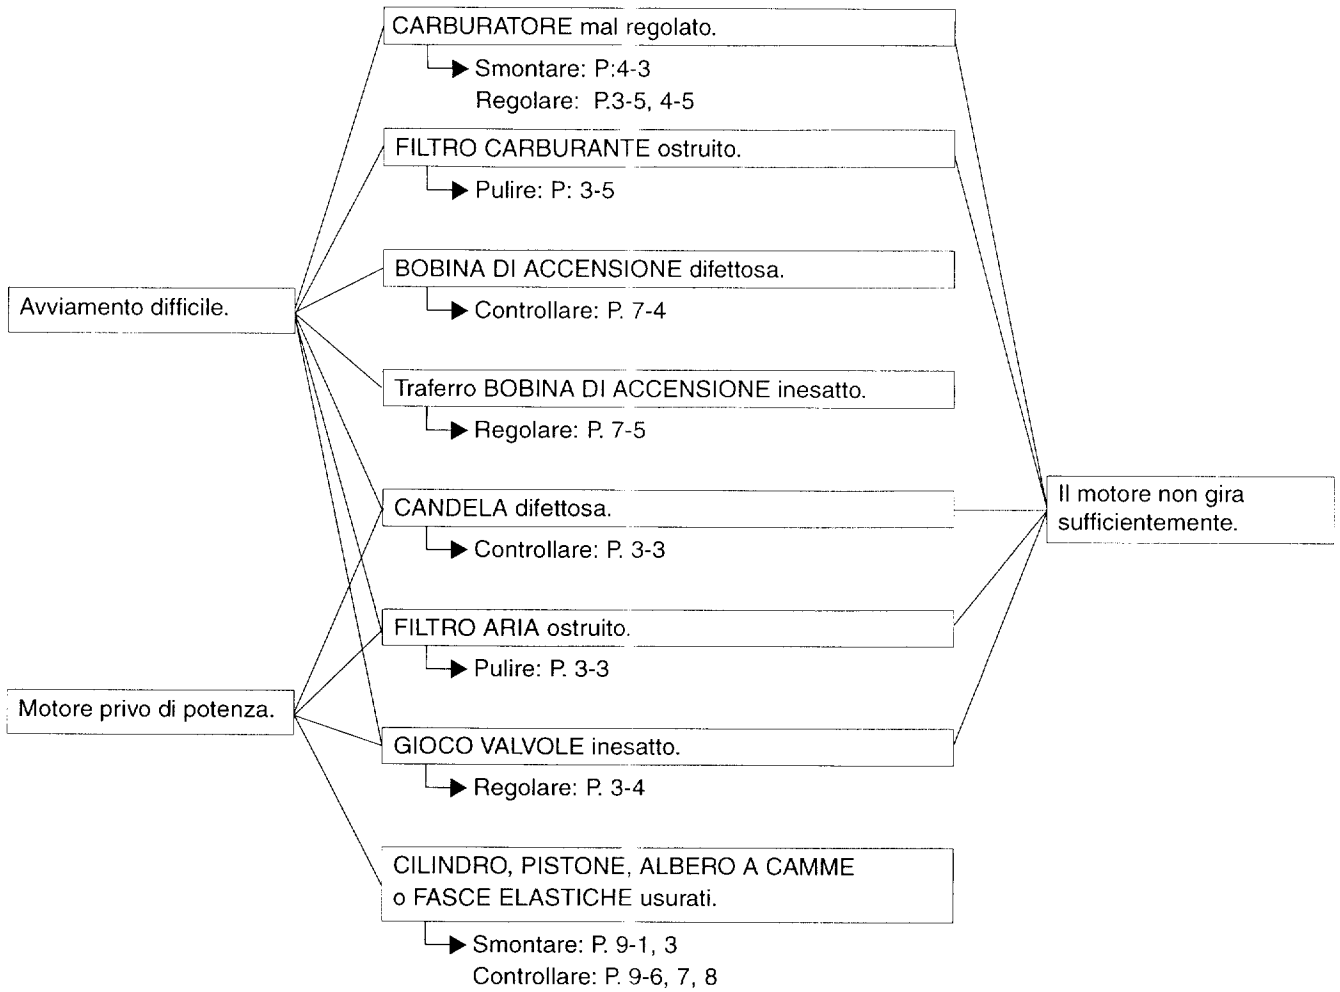 CARBURATORE mal regolato.
Smontare: P:4-3
Regolare: P.3-5, 4-5
FILTRO CARBURANTE ostruito.
Pulire: P: 3-5
BOBINA DI ACCENSIONE difettosa.
Controllare: P. 7-4
Avviamento difficile.
Traferro BOBINA DI ACCENSIONE inesatto.
Regolare: P. 7-5
CANDELA difettosa.
Controllare: P. 3-3
Il motore non gira
sufficientemente.
FILTRO ARIA ostruito.
Pulire: P. 3-3
Motore privo di potenza.
GIOCO VALVOLE inesatto.
Regolare: P. 3-4
CILINDRO, PISTONE, ALBERO A CAMME
o FASCE ELASTICHE usurati.
Smontare: P. 9-1, 3
Controllare: P. 9-6, 7, 8